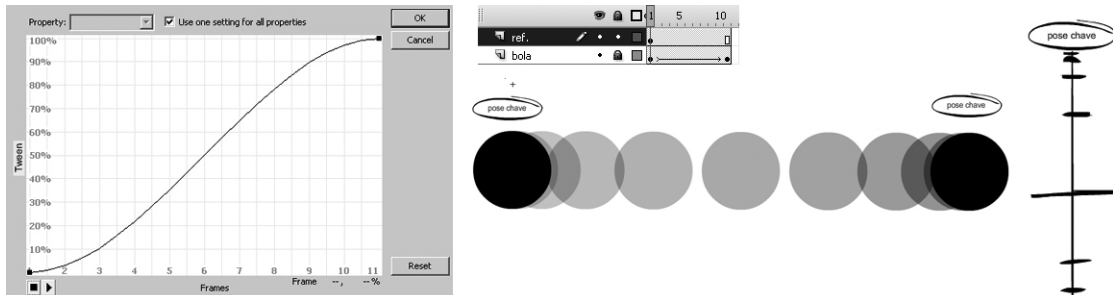 Property:
Use one setting for all properties
OK
Cancel
100%
90%
80%
70%
60%
50%
40%
30%
20%
10%
Tween
2 3 4 5 6 7 8 9 10 11
Frame --, --%
Frames
Reset
1 5 10
ref.
bola
pose chave
pose chave
pose chave